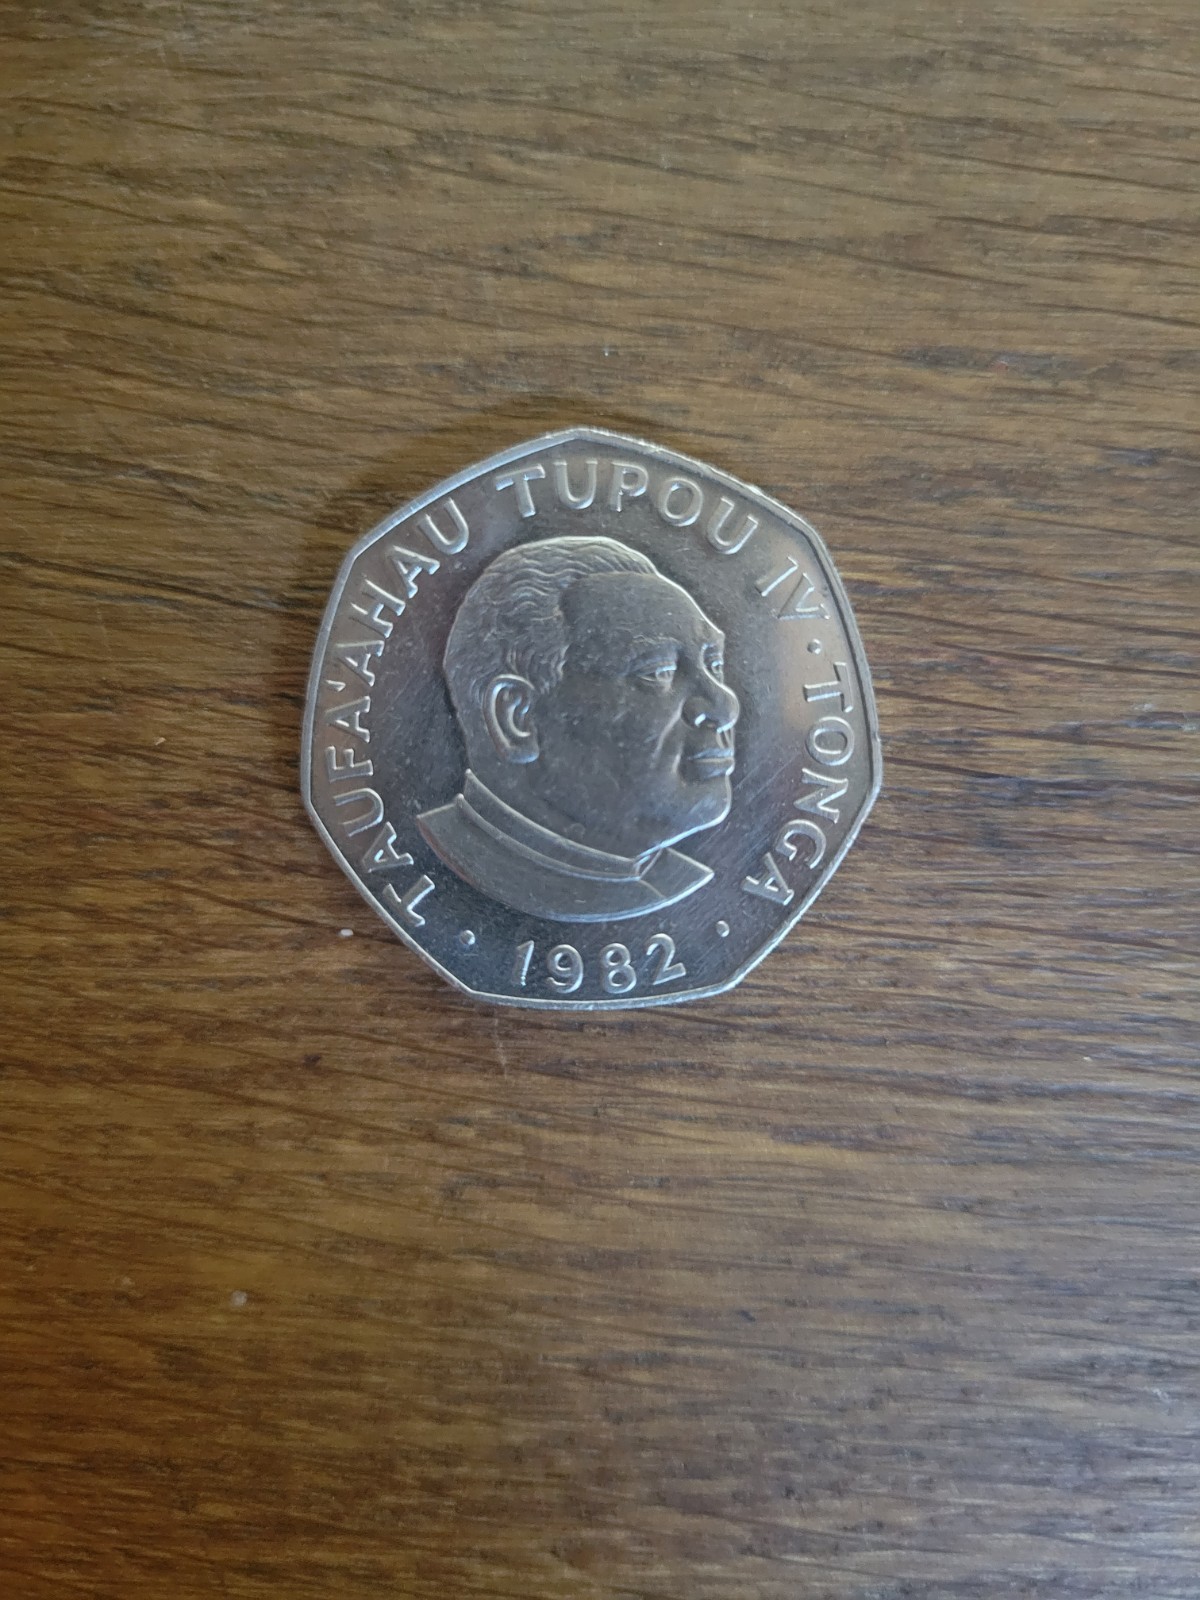 TAUFA'AHAU TUPOU IV · TONGA
· 1982 ·